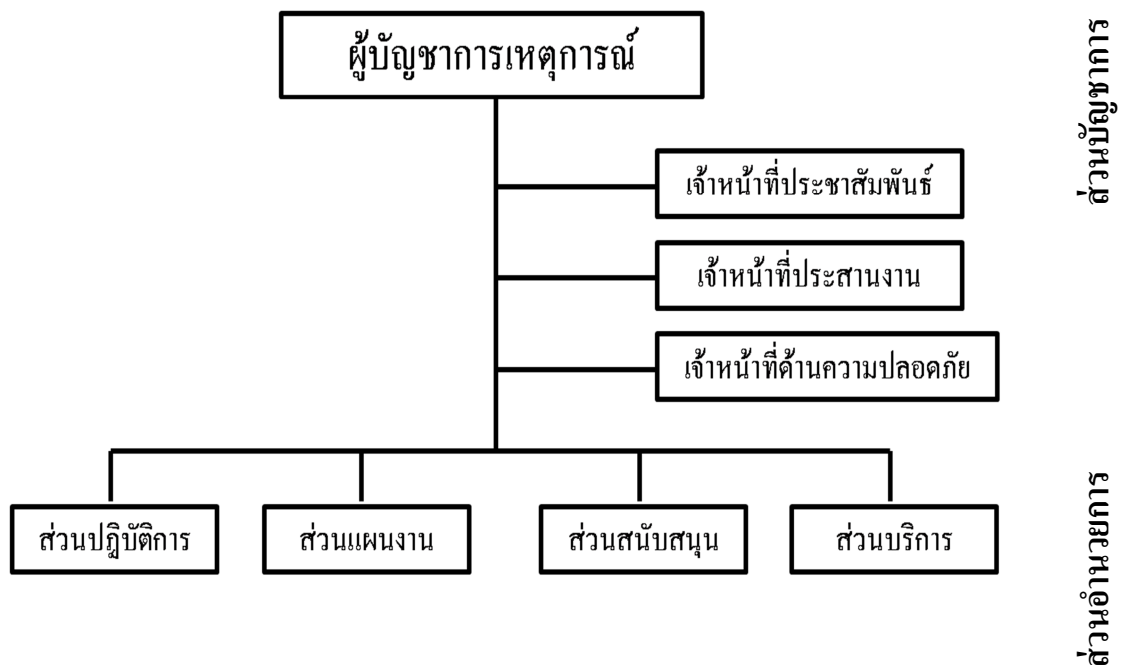 ผู้บัญชาการเหตุการณ์
ส่วนบัญชาการ
เจ้าหน้าที่ประชาสัมพันธ์
เจ้าหน้าที่ประสานงาน
เจ้าหน้าที่ด้านความปลอดภัย
ส่วนปฏิบัติการ
ส่วนแผนงาน
ส่วนสนับสนุน
ส่วนบริการ
ส่วนอำนวยการ